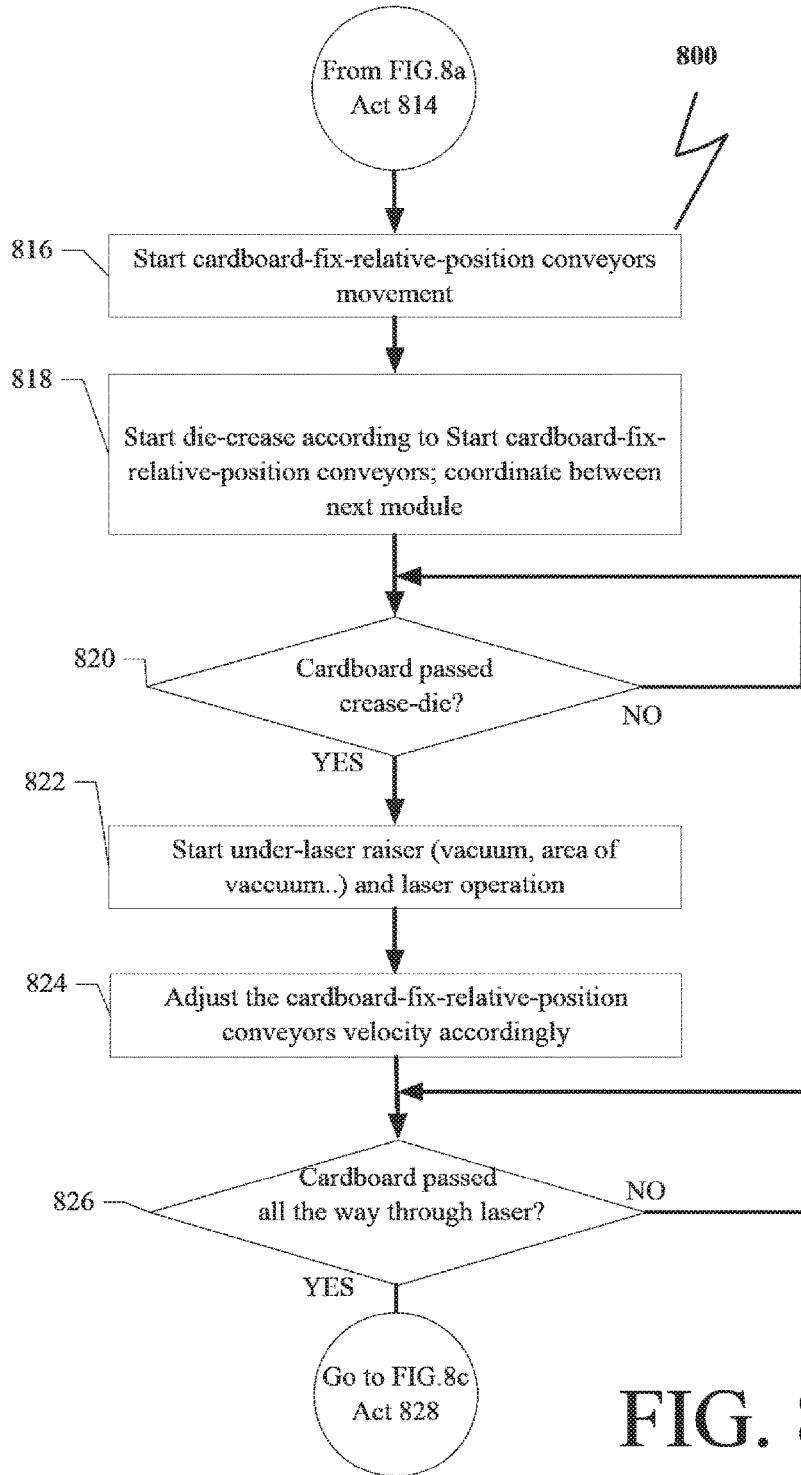 From FIG.8a
Act 814
800
816
Start cardboard-fix-relative-position conveyors
movement
818
Start die-crease according to Start cardboard-fix-
relative-position conveyors; coordinate between
next module
820
Cardboard passed
crease-die?
NO
YES
822
Start under-laser raiser (vacuum, area of
vaccuum..) and laser operation
824
Adjust the cardboard-fix-relative-position
conveyors velocity accordingly
826
Cardboard passed
all the way through laser?
NO
YES
Go to FIG.8c
Act 828
FIG.